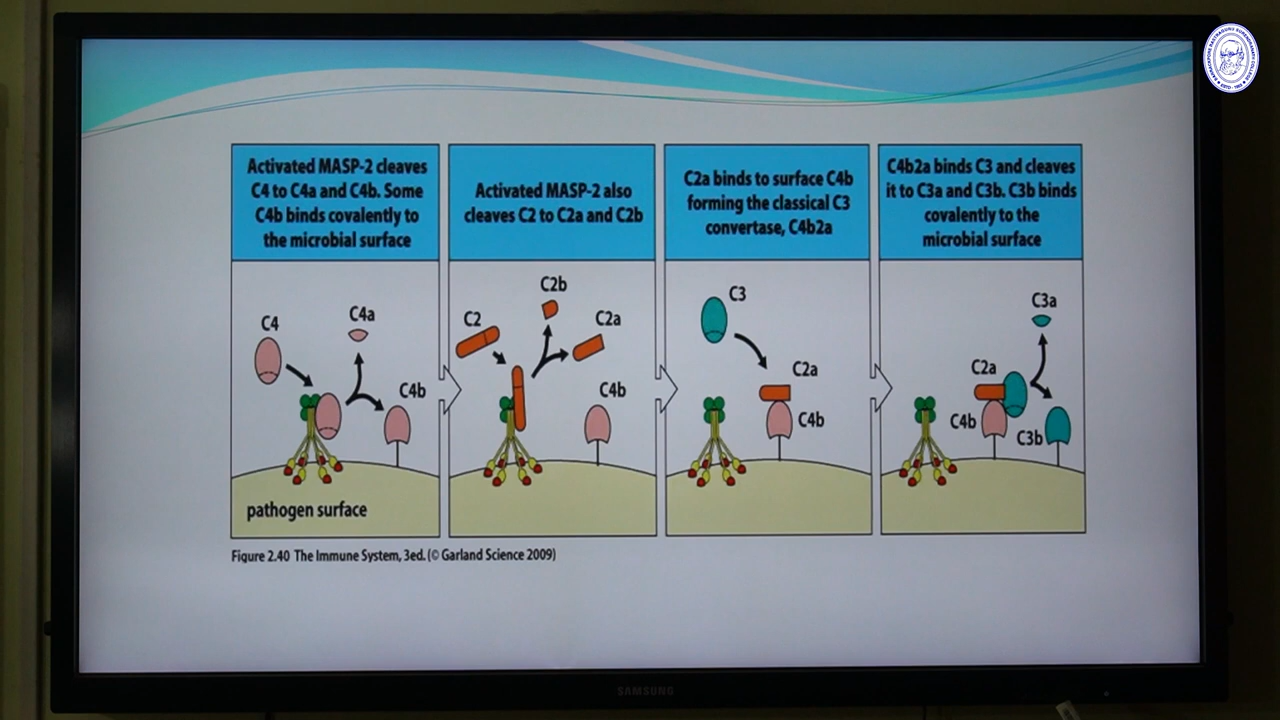 Activated MASP-2 cleaves
C4 to C4a and C4b. Some
C4b binds covalently to
the microbial surface
Activated MASP-2 also
cleaves C2 to C2a and C2b
C2a binds to surface C4b
forming the classical C3
convertase, C4b2a
C4b2a binds C3 and cleaves
it to C3a and C3b. C3b binds
covalently to the
microbial surface
C4
C4a
C4b
pathogen surface
C2
C2b
C2a
C4b
C3
C2a
C4b
C3a
C2a
C4b
C3b
Figure 2.40 The Immune System, 3ed. (© Garland Science 2009)
SAMSUNG